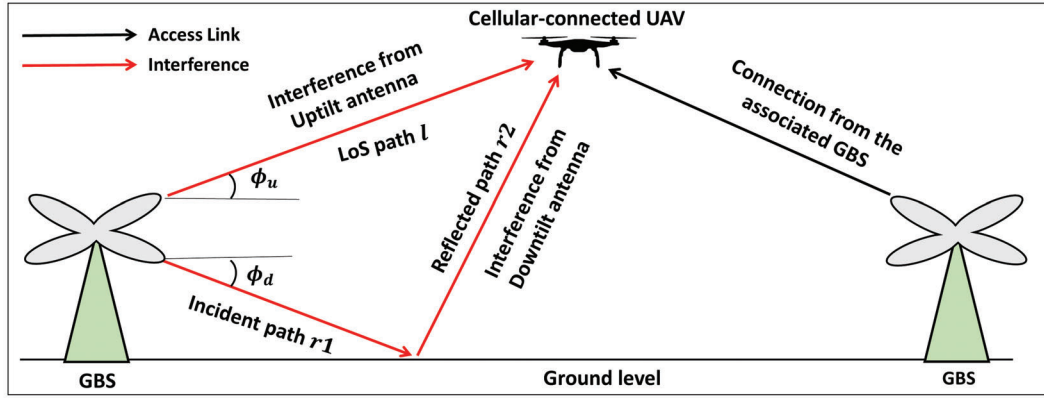 Cellular-connected UAV
Access Link
Interference
Interference from
Uptilt antenna
LoS path l
ϕu
ϕd
Incident path r1
Reflected path r2
Interference from
Downtilt antenna
Connection from the
associated GBS
GBS
Ground level
GBS